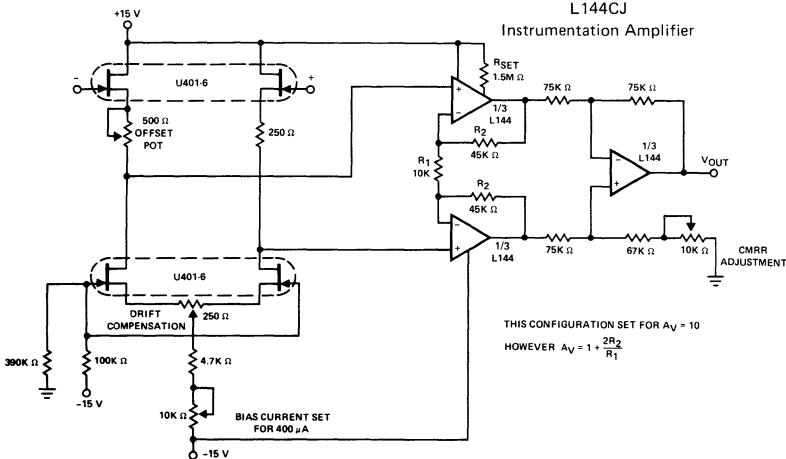 L144CJ
Instrumentation Amplifier
+15 V
–
U401-6
+
500 Ω
OFFSET
POT
250 Ω
RSET
1.5M Ω
+
–
1/3
L144
75K Ω
75K Ω
R2
45K Ω
R1
10K
R2
45K Ω
–
+
1/3
L144
1/3
L144
–
+
VOUT
75K Ω
67K Ω
10K Ω
CMRR
ADJUSTMENT
U401-6
DRIFT
COMPENSATION
250 Ω
390K Ω
100K Ω
–15 V
4.7K Ω
10K Ω
BIAS CURRENT SET
FOR 400 μA
–15 V
THIS CONFIGURATION SET FOR AV = 10
HOWEVER AV = 1 + 2R2/R1